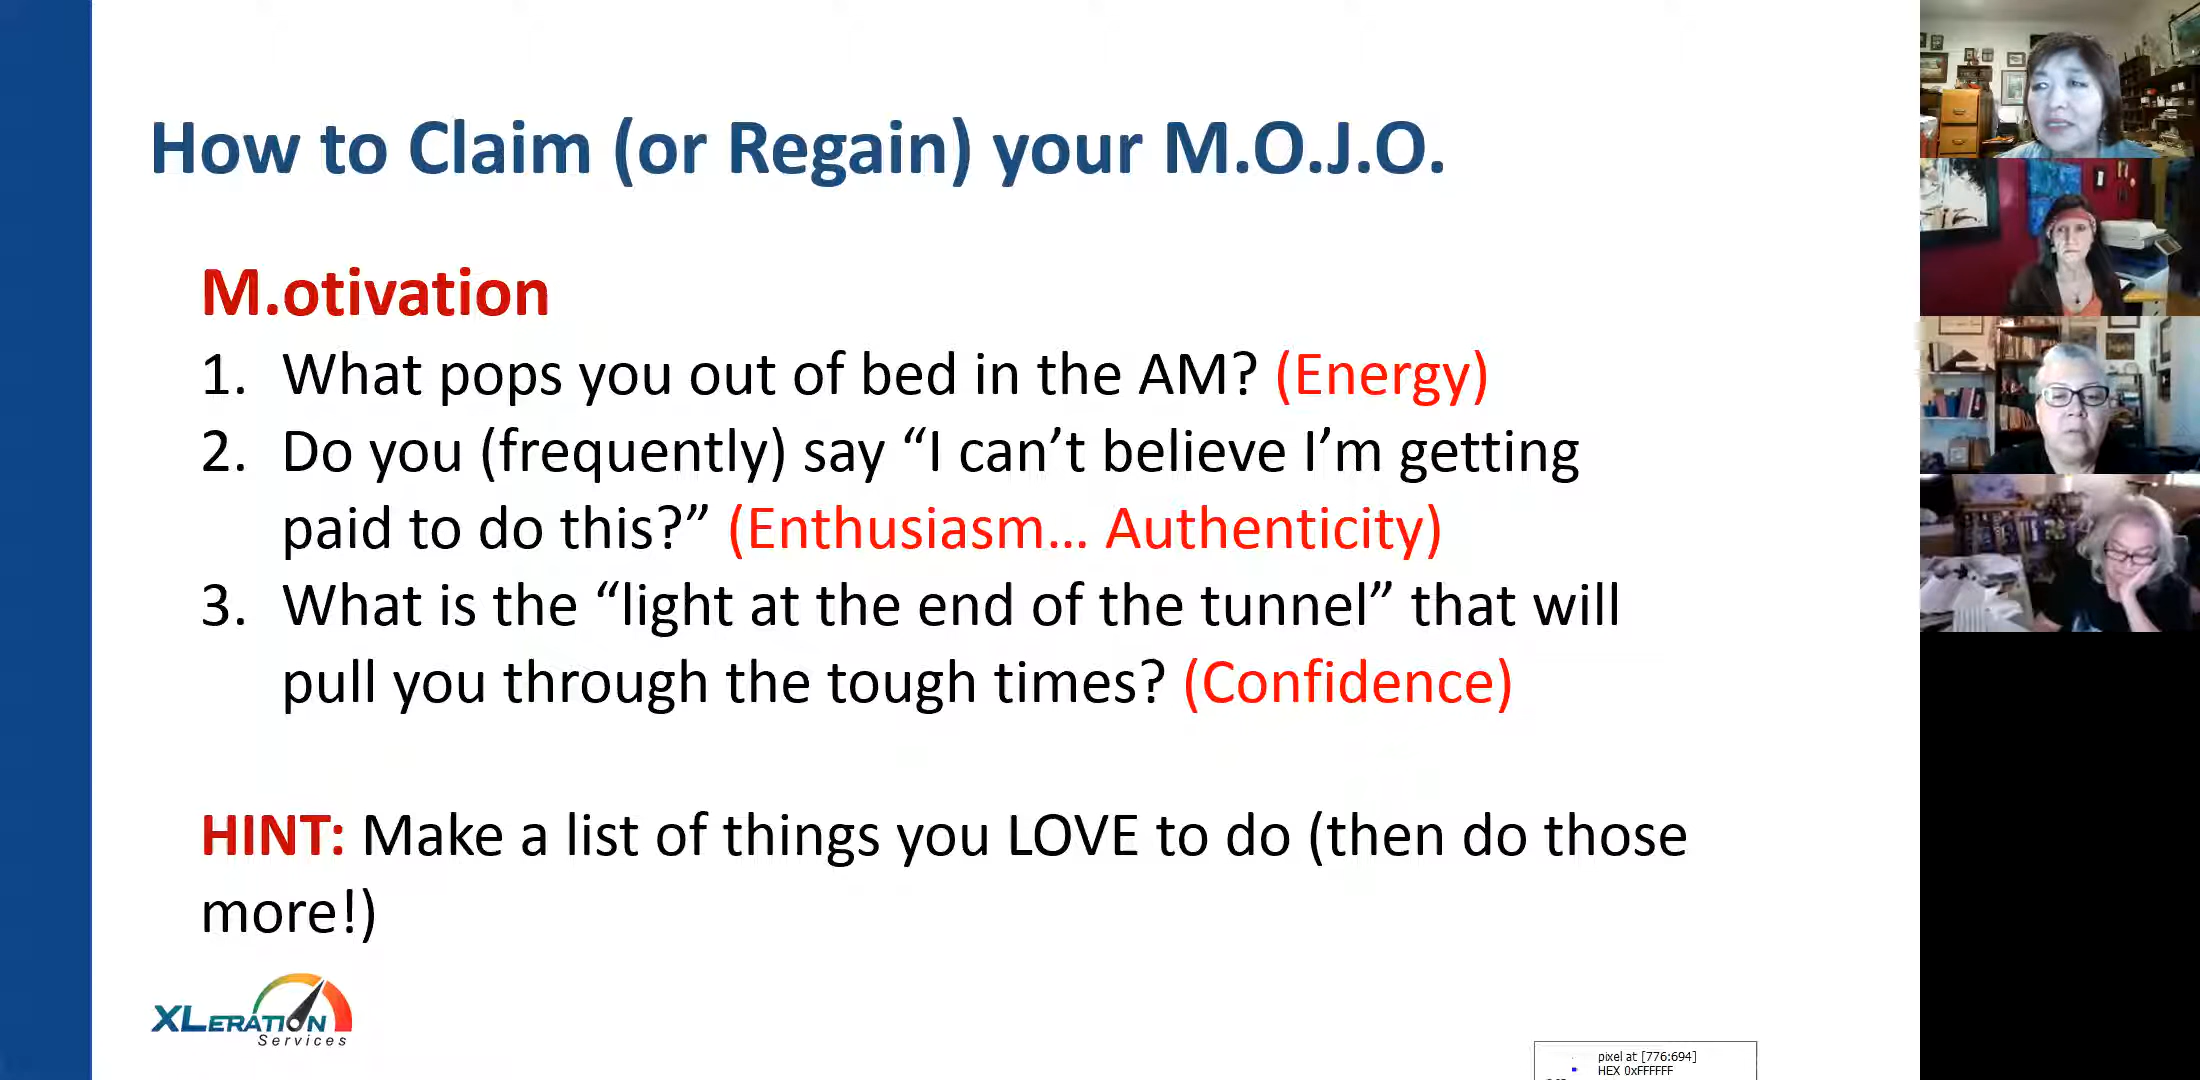 How to Claim (or Regain) your M.O.J.O.
M.otivation
1. What pops you out of bed in the AM? (Energy)
2. Do you (frequently) say “I can’t believe I’m getting
paid to do this?” (Enthusiasm... Authenticity)
3. What is the “light at the end of the tunnel” that will
pull you through the tough times? (Confidence)
HINT: Make a list of things you LOVE to do (then do those
more!)
XLERATION
Services
pixel at [776:694]
HEX 0xFFFFFF